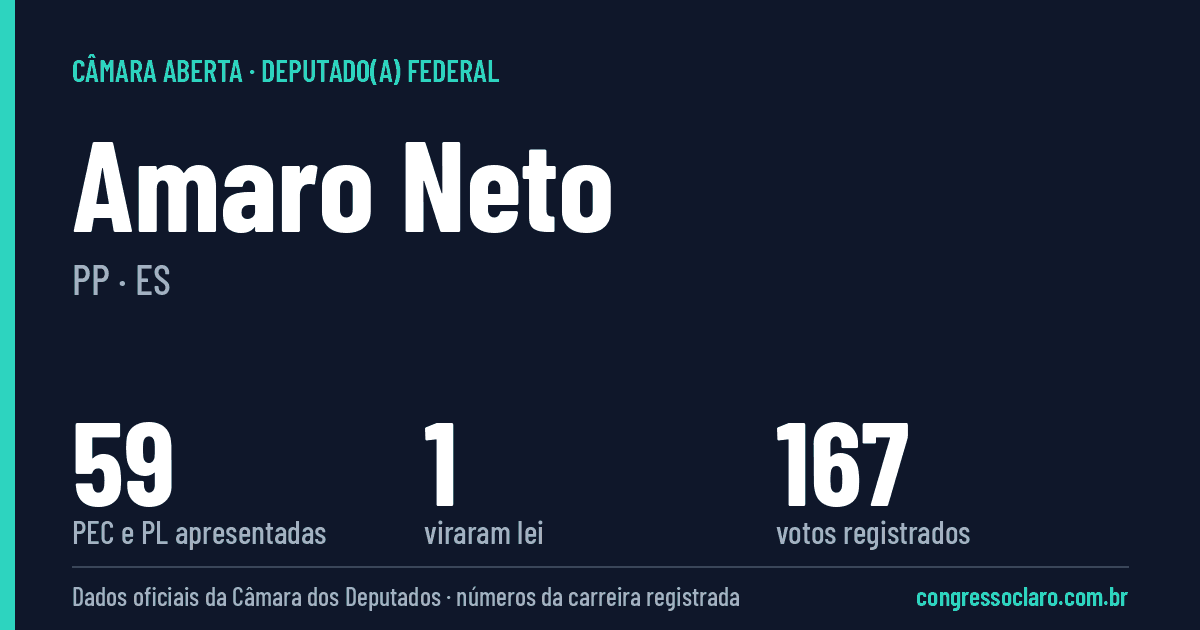 CÂMARA ABERTA · DEPUTADO(A) FEDERAL
Amaro Neto
PP · ES
59 1 167
PEC e PL apresentadas viraram lei votos registrados
Dados oficiais da Câmara dos Deputados · números da carreira registrada congressoclaro.com.br